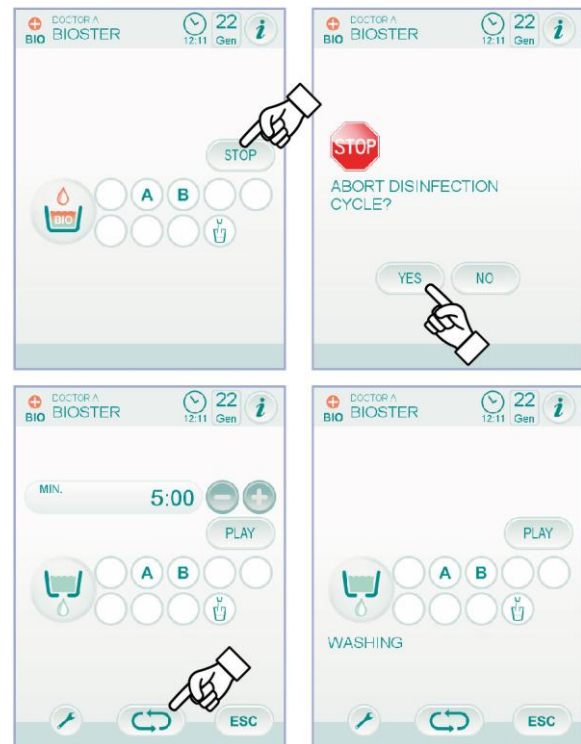 DOCTOR A
BIO BIOSTER
12:11
22
Gen
i
STOP
A B
BIO
DOCTOR A
BIO BIOSTER
12:11
22
Gen
i
STOP
ABORT DISINFECTION
CYCLE?
YES NO
DOCTOR A
BIO BIOSTER
12:11
22
Gen
i
MIN. 5:00 - +
PLAY
A B
ESC
DOCTOR A
BIO BIOSTER
12:11
22
Gen
i
PLAY
A B
WASHING
ESC